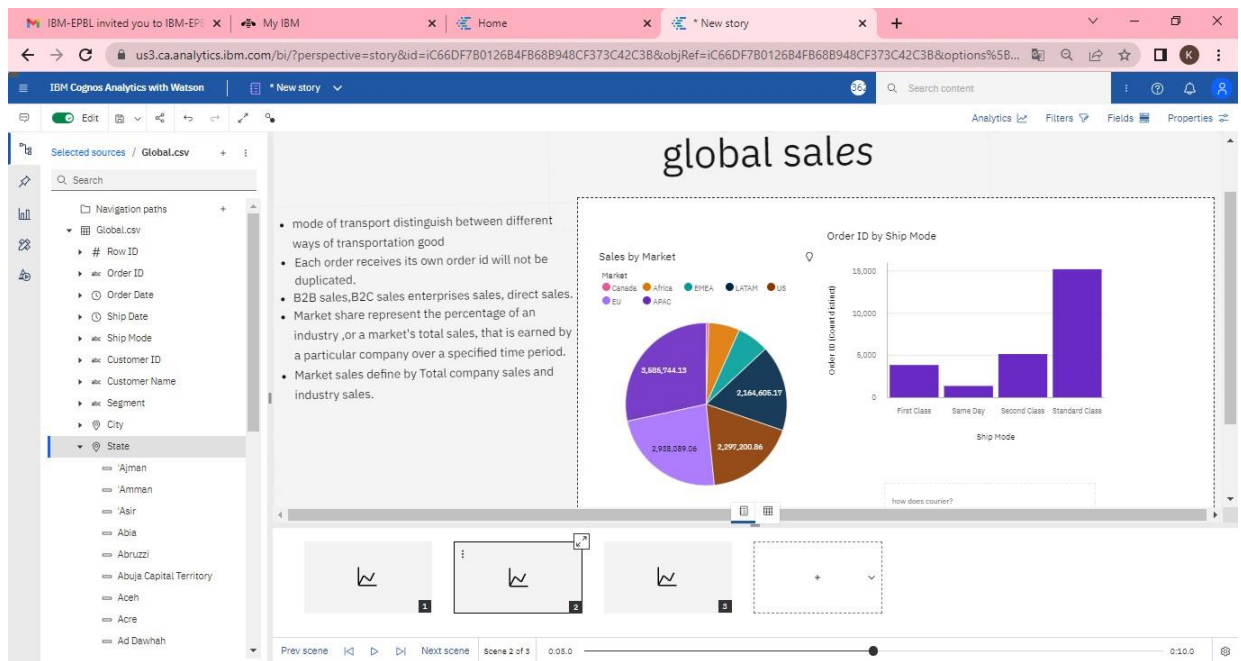 IBM-EPBL invited you to IBM-EPE
My IBM
Home
* New story
us3.ca.analytics.ibm.com/bi/?perspective=story&id=iC66DF7B0126B4FB68B948CF373C42C3B&objRef=iC66DF7B0126B4FB68B948CF373C42C3B&options%5B...
K
IBM Cognos Analytics with Watson
* New story
Search content
Edit
Analytics
Filters
Fields
Properties
Selected sources / Global.csv
Search
Navigation paths
Global.csv
# Row ID
abc Order ID
Order Date
Ship Date
abc Ship Mode
abc Customer ID
abc Customer Name
abc Segment
City
State
'Ajman
'Amman
'Asir
Abia
Abruzzi
Abuja Capital Territory
Aceh
Acre
Ad Dawhah
global sales
• mode of transport distinguish between different
ways of transportation good
• Each order receives its own order id will not be
duplicated.
• B2B sales,B2C sales enterprises sales, direct sales.
• Market share represent the percentage of an
industry ,or a market's total sales, that is earned by
a particular company over a specified time period.
• Market sales define by Total company sales and
industry sales.
Sales by Market
Market
Canada Africa EMEA LATAM US
EU APAC
3,585,744.13
2,164,605.17
2,938,089.06
2,297,200.86
Order ID by Ship Mode
Order ID (Count distinct)
15,000
10,000
5,000
0
First Class Same Day Second Class Standard Class
Ship Mode
how does courier?
1
2
3
Prev scene
Next scene
Scene 2 of 3
0:05.0
0:10.0